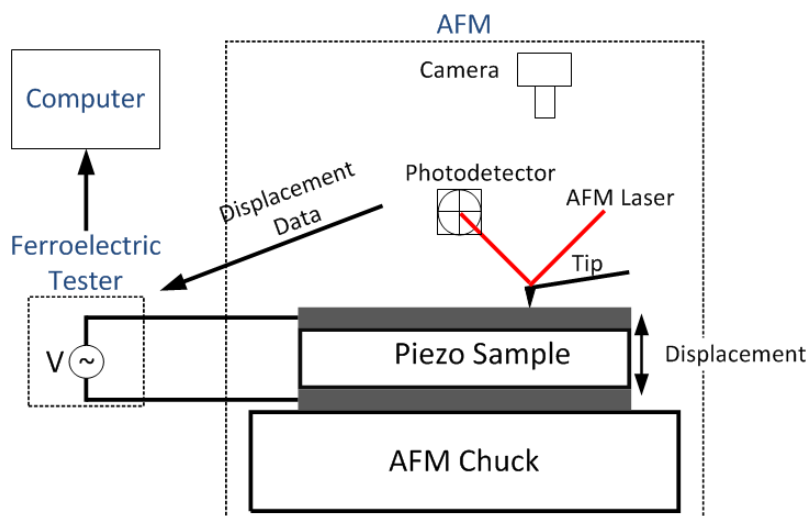 AFM
Camera
Computer
Photodetector
AFM Laser
Displacement
Data
Tip
Ferroelectric
Tester
V
~
Piezo Sample
Displacement
AFM Chuck